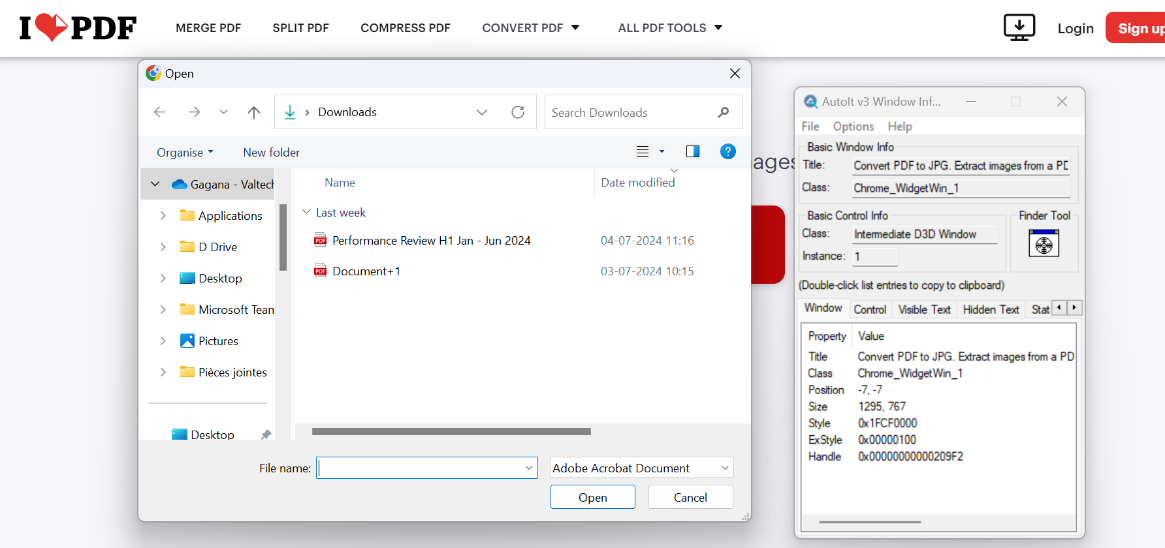 I PDF
MERGE PDF SPLIT PDF COMPRESS PDF CONVERT PDF ALL PDF TOOLS Login Sign up
Open
Downloads
Search Downloads
Organise New folder
Gagana - Valtech
Applications
D Drive
Desktop
Microsoft Team
Pictures
Pièces jointes
Desktop
Name Date modified
Last week
PDF Performance Review H1 Jan - Jun 2024 04-07-2024 11:16
PDF Document+1 03-07-2024 10:15
File name: Adobe Acrobat Document
Open Cancel
ages
AutoIt v3 Window Inf...
File Options Help
Basic Window Info
Title: Convert PDF to JPG. Extract images from a PD
Class: Chrome_WidgetWin_1
Basic Control Info
Class: Intermediate D3D Window
Instance: 1
Finder Tool
(Double-click list entries to copy to clipboard)
Window Control Visible Text Hidden Text Stat
Property Value
Title Convert PDF to JPG. Extract images from a PD
Class Chrome_WidgetWin_1
Position -7, -7
Size 1295, 767
Style 0x1FCF0000
ExStyle 0x00000100
Handle 0x00000000000209F2